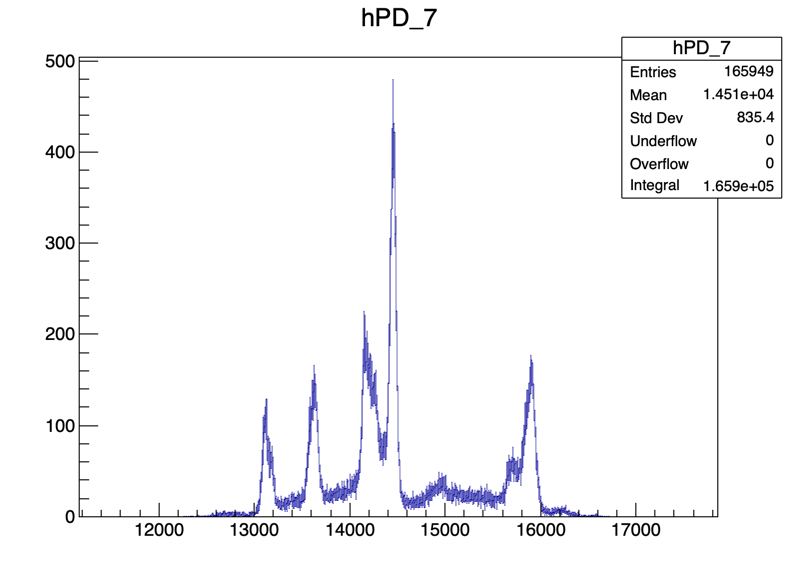 hPD_7
hPD_7
Entries 165949
Mean 1.451e+04
Std Dev 835.4
Underflow 0
Overflow 0
Integral 1.659e+05
500
400
300
200
100
0
12000 13000 14000 15000 16000 17000